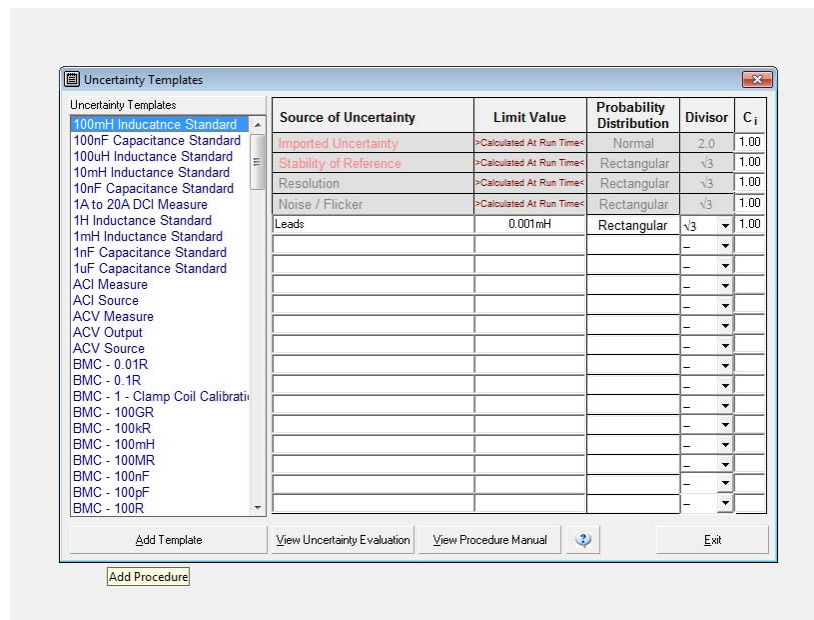 Uncertainty Templates
Uncertainty Templates
100mH Inducatnce Standard
100nF Capacitance Standard
100uH Inductance Standard
10mH Inductance Standard
10nF Capacitance Standard
1A to 20A DCI Measure
1H Inductance Standard
1mH Inductance Standard
1nF Capacitance Standard
1uF Capacitance Standard
ACI Measure
ACI Source
ACV Measure
ACV Output
ACV Source
BMC - 0.01R
BMC - 0.1R
BMC - 1 - Clamp Coil Calibrati
BMC - 100GR
BMC - 100kR
BMC - 100mH
BMC - 100MR
BMC - 100nF
BMC - 100pF
BMC - 100R
Source of Uncertainty Limit Value Probability Distribution Divisor Ci
Imported Uncertainty >Calculated At Run Time< Normal 2.0 1.00
Stability of Reference >Calculated At Run Time< Rectangular √3 1.00
Resolution >Calculated At Run Time< Rectangular √3 1.00
Noise / Flicker >Calculated At Run Time< Rectangular √3 1.00
Leads 0.001mH Rectangular √3 1.00
Add Template View Uncertainty Evaluation View Procedure Manual ? Exit
Add Procedure